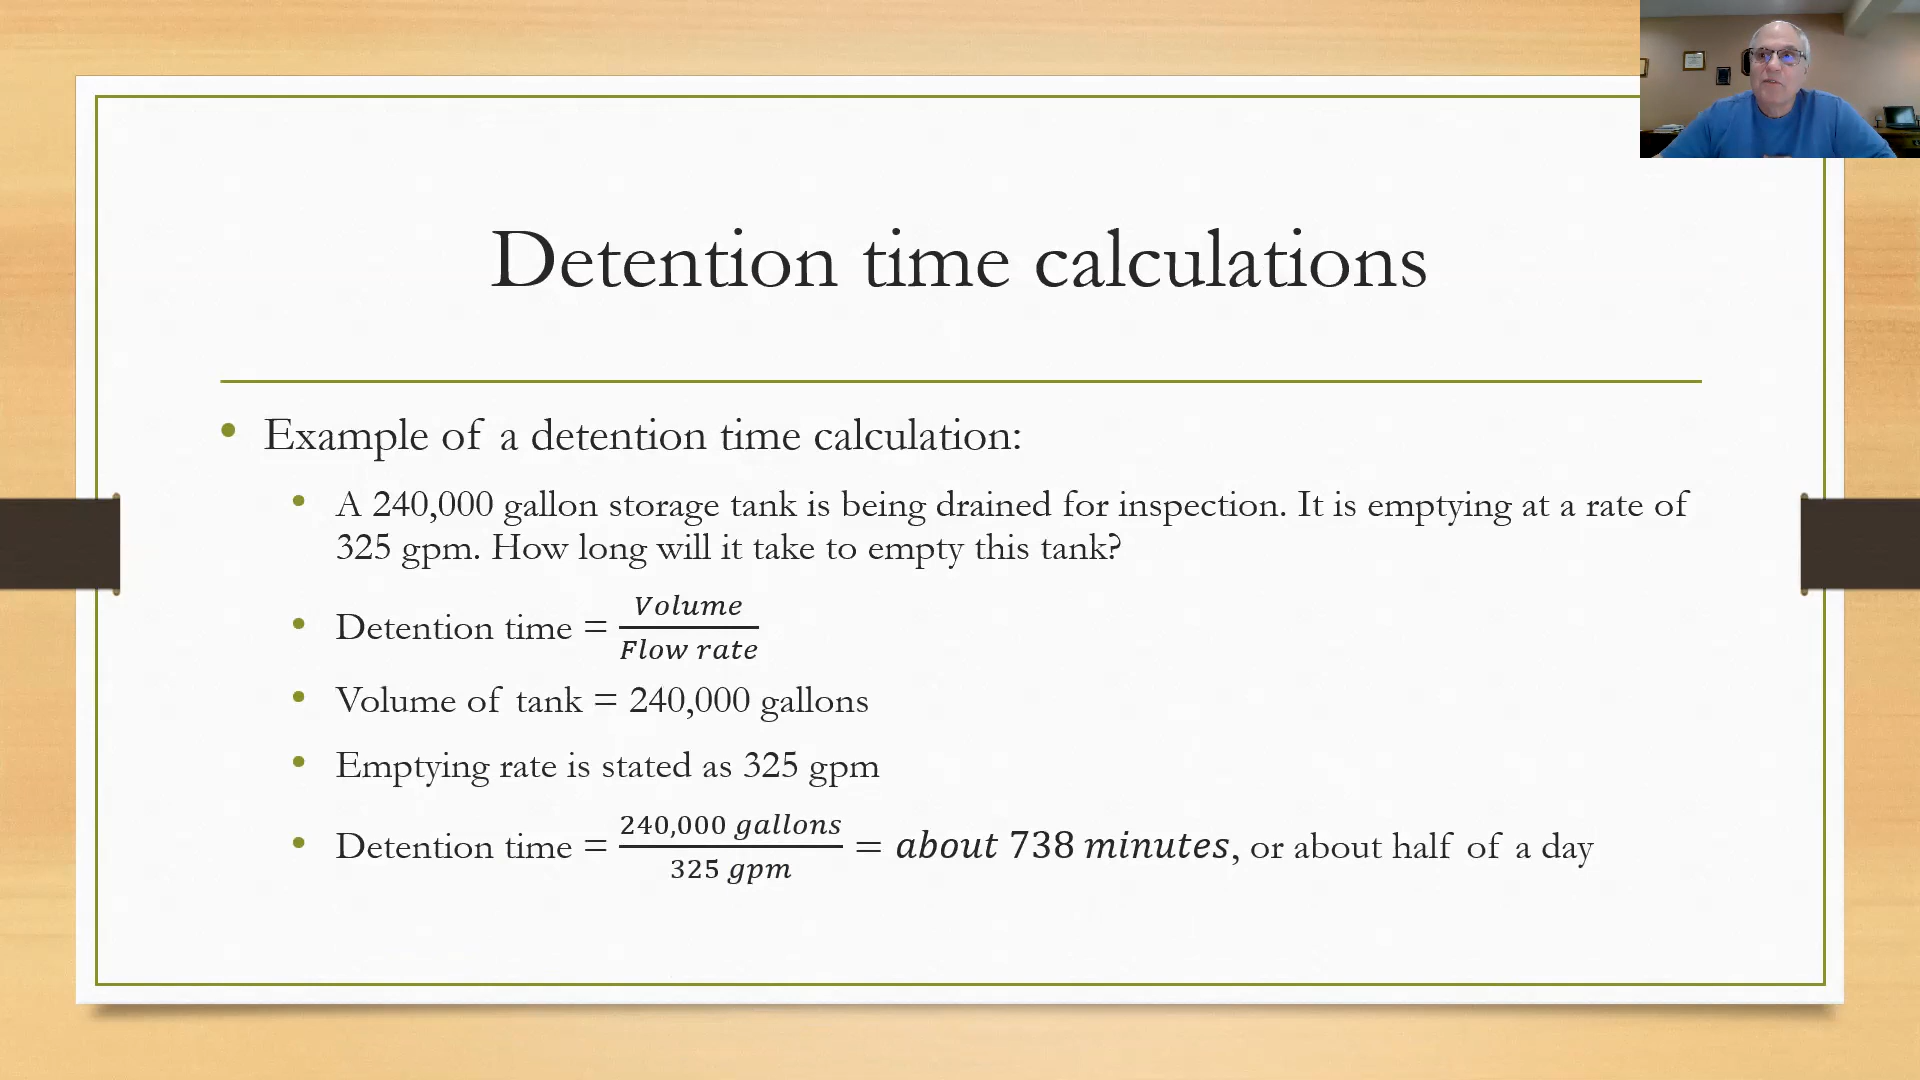 Detention time calculations
• Example of a detention time calculation:
• A 240,000 gallon storage tank is being drained for inspection. It is emptying at a rate of
325 gpm. How long will it take to empty this tank?
• Detention time = Volume / Flow rate
• Volume of tank = 240,000 gallons
• Emptying rate is stated as 325 gpm
• Detention time = 240,000 gallons / 325 gpm = about 738 minutes, or about half of a day